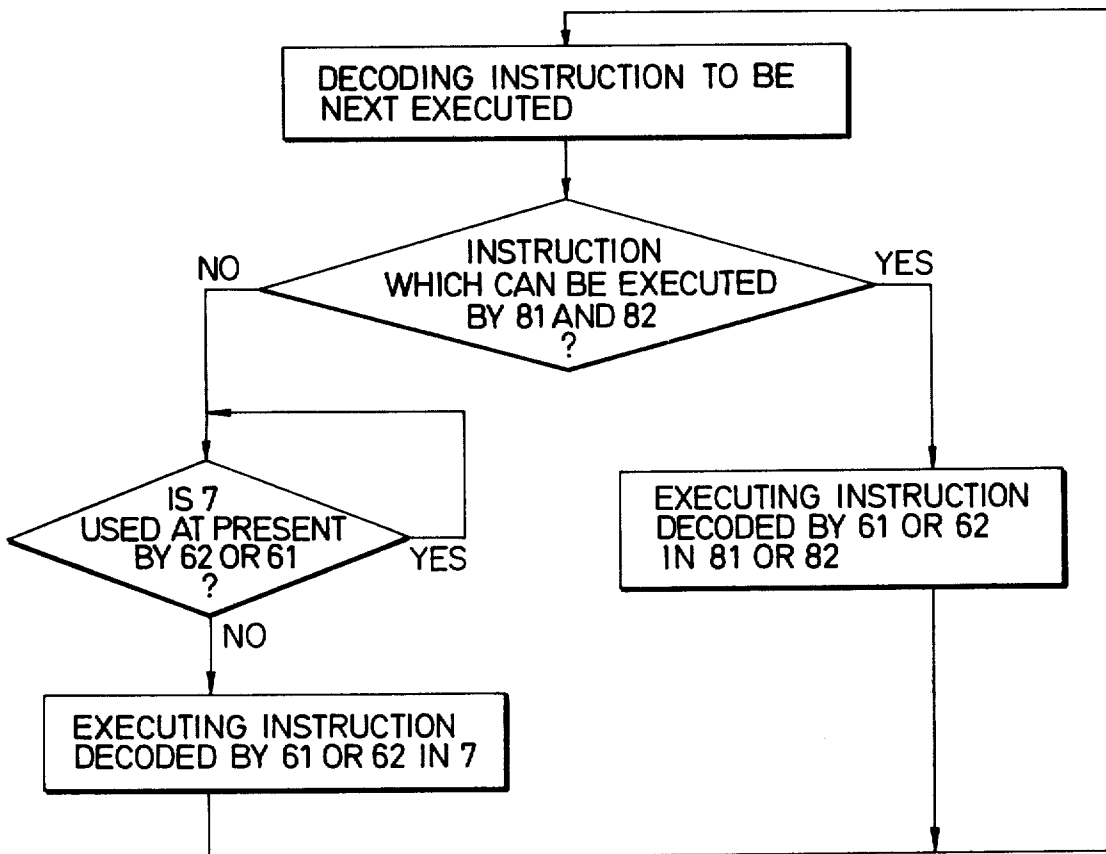 DECODING INSTRUCTION TO BE
NEXT EXECUTED
INSTRUCTION
WHICH CAN BE EXECUTED
BY 81 AND 82
?
NO
YES
IS 7
USED AT PRESENT
BY 62 OR 61
?
YES
NO
EXECUTING INSTRUCTION
DECODED BY 61 OR 62
IN 81 OR 82
EXECUTING INSTRUCTION
DECODED BY 61 OR 62 IN 7